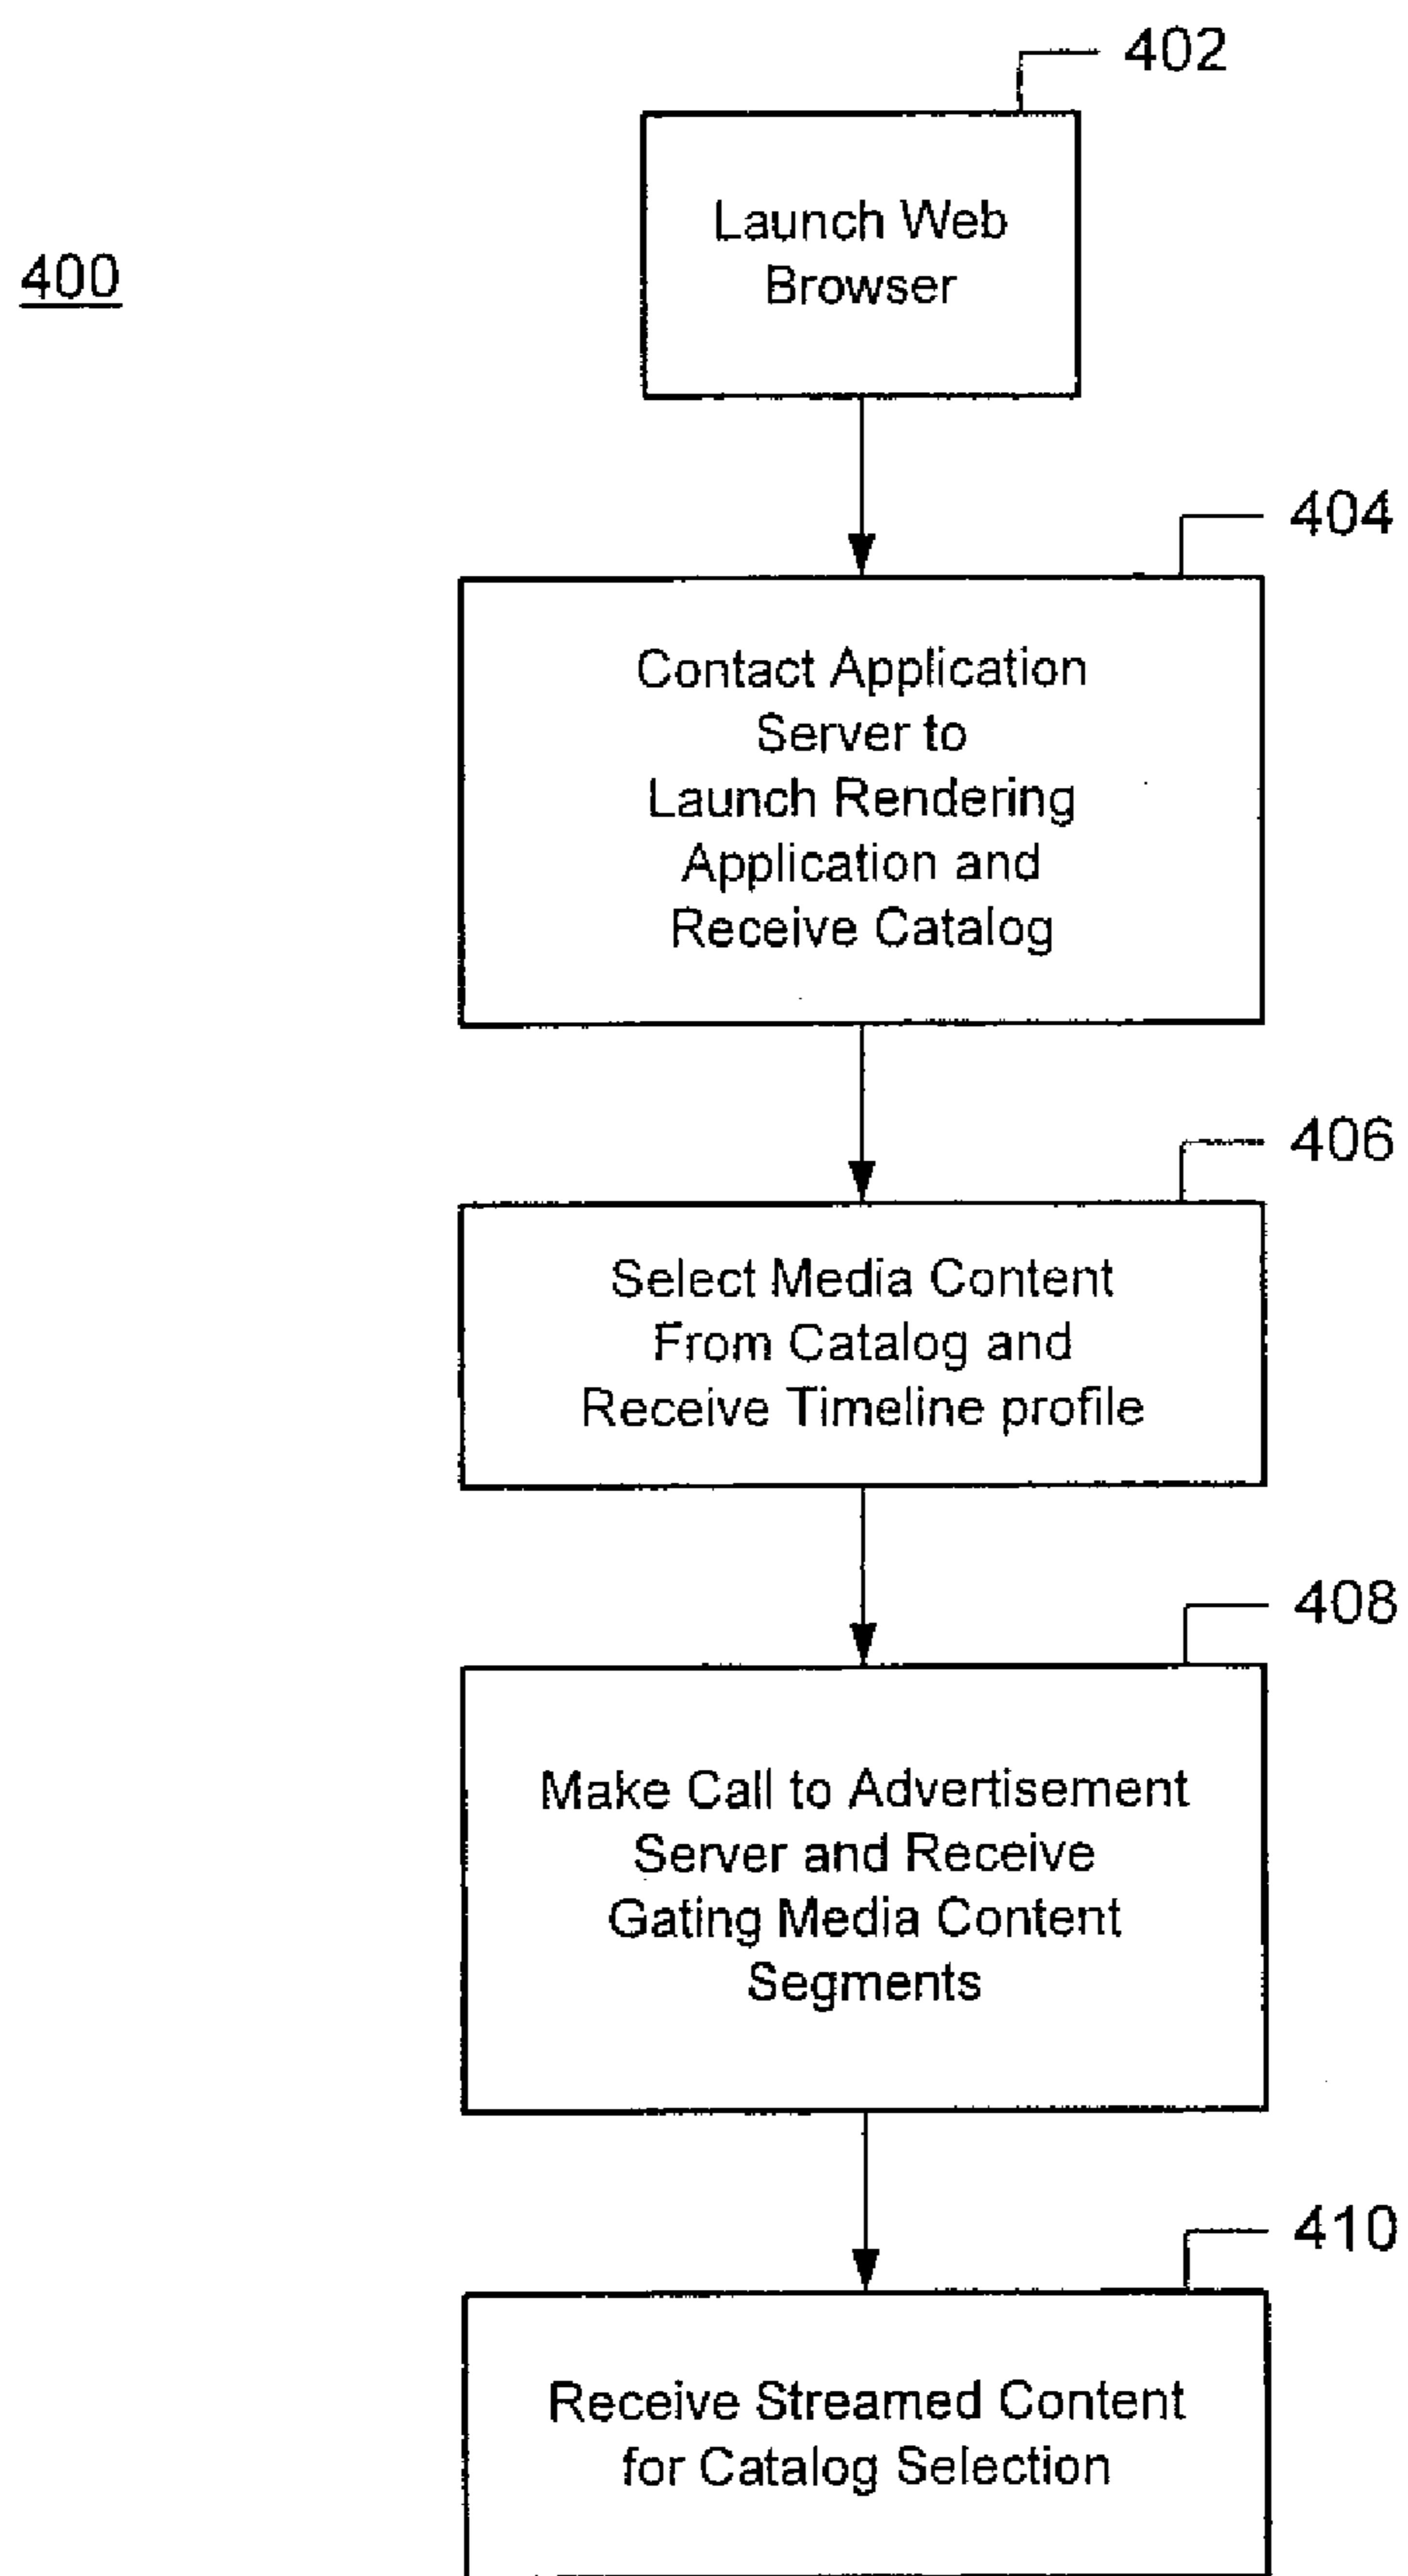 402
400
Launch Web
Browser
404
Contact Application
Server to
Launch Rendering
Application and
Receive Catalog
406
Select Media Content
From Catalog and
Receive Timeline profile
408
Make Call to Advertisement
Server and Receive
Gating Media Content
Segments
410
Receive Streamed Content
for Catalog Selection